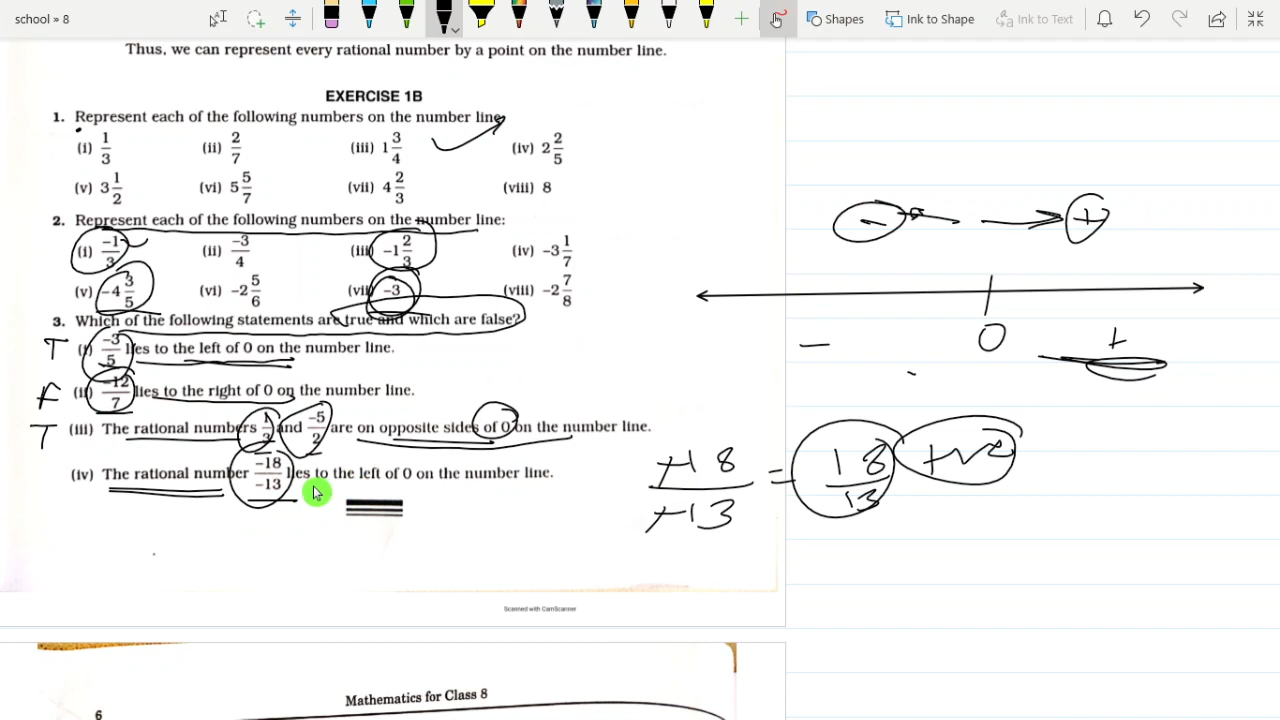 school » 8
Shapes
Ink to Shape
Ink to Text
Thus, we can represent every rational number by a point on the number line.
EXERCISE 1B
1. Represent each of the following numbers on the number line
(i) 1/3 (ii) 2/7 (iii) 1 3/4 (iv) 2 2/5
(v) 3 1/2 (vi) 5 5/7 (vii) 4 2/3 (viii) 8
2. Represent each of the following numbers on the number line:
(i) -1/3 (ii) -3/4 (iii) -1 2/3 (iv) -3 1/7
(v) -4 3/5 (vi) -2 5/6 (vii) -3 (viii) -2 7/8
3. Which of the following statements are true and which are false?
T (i) -3/5 lies to the left of 0 on the number line.
F (ii) -12/7 lies to the right of 0 on the number line.
T (iii) The rational numbers 1/3 and -5/2 are on opposite sides of 0 on the number line.
(iv) The rational number -18/-13 lies to the left of 0 on the number line.
- +
0
- +
-18/-13 = 18/13 +ve
Scanned with CamScanner
Mathematics for Class 8
6